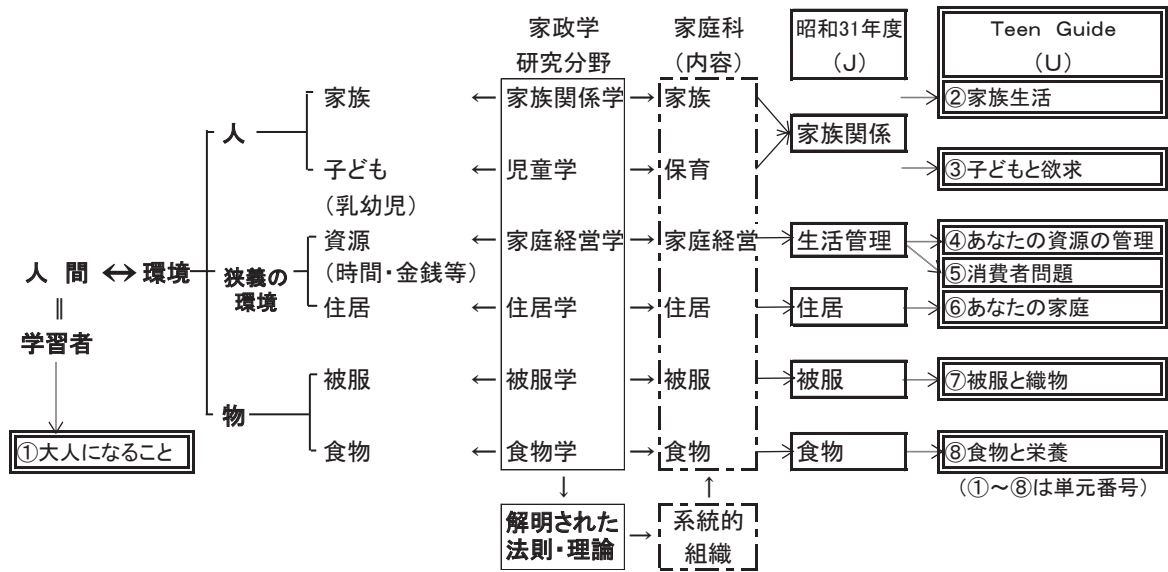 家政学 家庭科 昭和31年度 Teen Guide
研究分野 (内容) (J) (U)
家族 ← 家族関係学 → 家族 ②家族生活
人 家族関係
子ども ← 児童学 → 保育 ③子どもと欲求
(乳幼児)
資源 ← 家庭経営学 → 家庭経営 生活管理 ④あなたの資源の管理
人間 ↔ 環境 狭義の (時間・金銭等) ⑤消費者問題
環境
∥ 住居 ← 住居学 → 住居 住居 ⑥あなたの家庭
学習者
被服 ← 被服学 → 被服 被服 ⑦被服と織物
物
①大人になること 食物 ← 食物学 → 食物 食物 ⑧食物と栄養
↓ ↑ (①~⑧は単元番号)
解明された → 系統的
法則・理論 組織